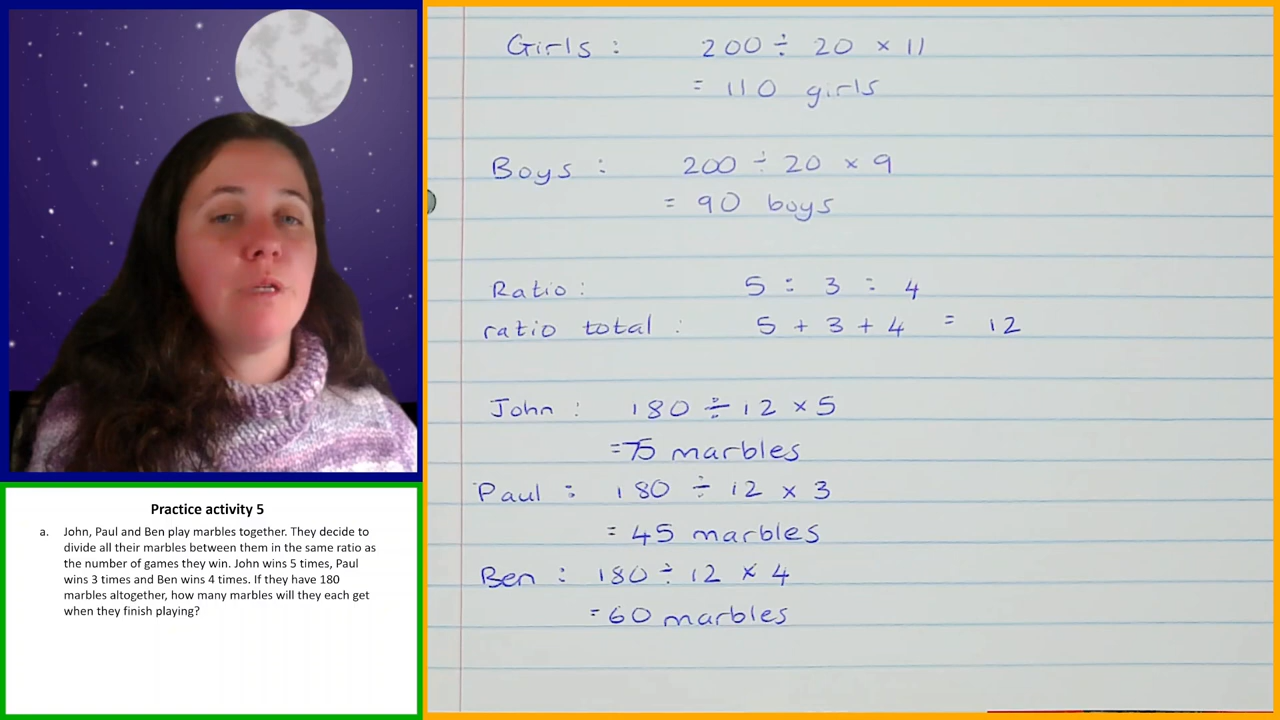 Girls : 200 ÷ 20 × 11
= 110 girls
Boys : 200 ÷ 20 × 9
= 90 boys
Ratio : 5 : 3 : 4
ratio total : 5 + 3 + 4 = 12
John : 180 ÷ 12 × 5
= 75 marbles
Paul : 180 ÷ 12 × 3
= 45 marbles
Ben : 180 ÷ 12 × 4
= 60 marbles
Practice activity 5
a. John, Paul and Ben play marbles together. They decide to
divide all their marbles between them in the same ratio as
the number of games they win. John wins 5 times, Paul
wins 3 times and Ben wins 4 times. If they have 180
marbles altogether, how many marbles will they each get
when they finish playing?